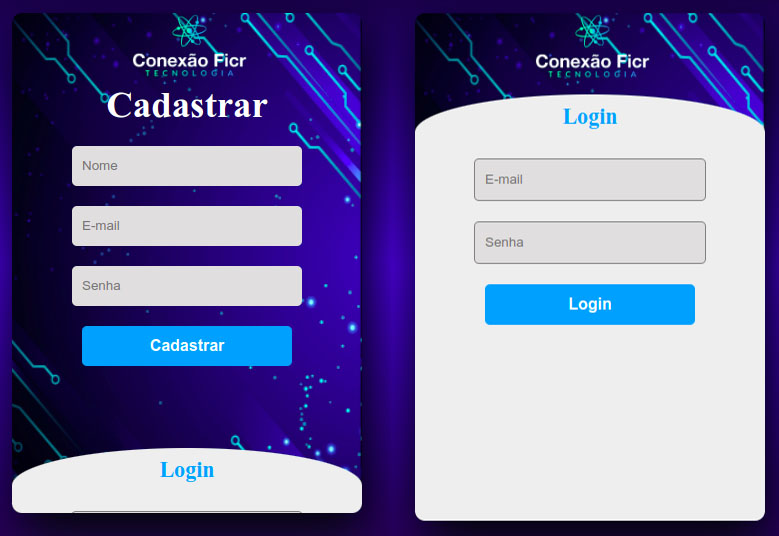 Conexão Ficr
TECNOLOGIA
Cadastrar
Nome
E-mail
Senha
Cadastrar
Login
Conexão Ficr
TECNOLOGIA
Login
E-mail
Senha
Login